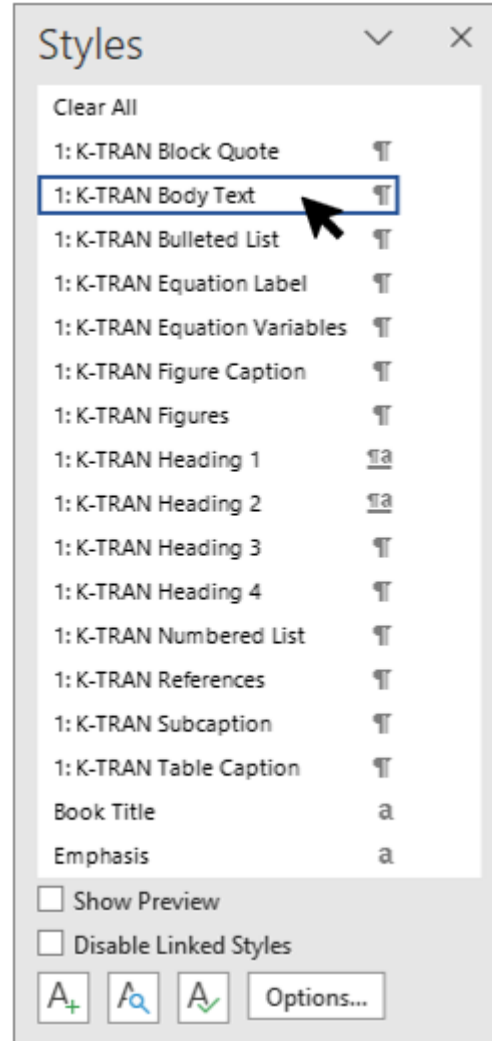 Styles
Clear All
1: K-TRAN Block Quote ¶
1: K-TRAN Body Text ¶
1: K-TRAN Bulleted List ¶
1: K-TRAN Equation Label ¶
1: K-TRAN Equation Variables ¶
1: K-TRAN Figure Caption ¶
1: K-TRAN Figures ¶
1: K-TRAN Heading 1 ¶a
1: K-TRAN Heading 2 ¶a
1: K-TRAN Heading 3 ¶
1: K-TRAN Heading 4 ¶
1: K-TRAN Numbered List ¶
1: K-TRAN References ¶
1: K-TRAN Subcaption ¶
1: K-TRAN Table Caption ¶
Book Title a
Emphasis a
Show Preview
Disable Linked Styles
Options...